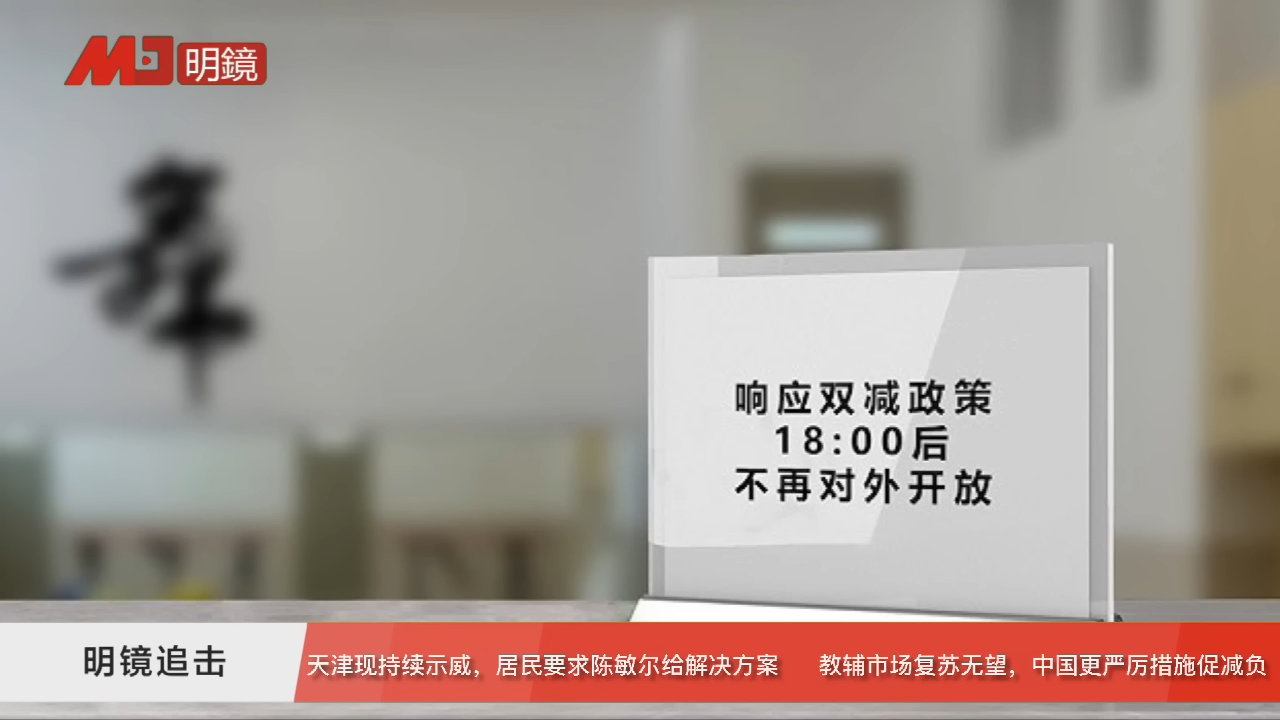 明鏡
舞
响应双减政策
18:00后
不再对外开放
明镜追击
天津现持续示威，居民要求陈敏尔给解决方案 教辅市场复苏无望，中国更严厉措施促减负